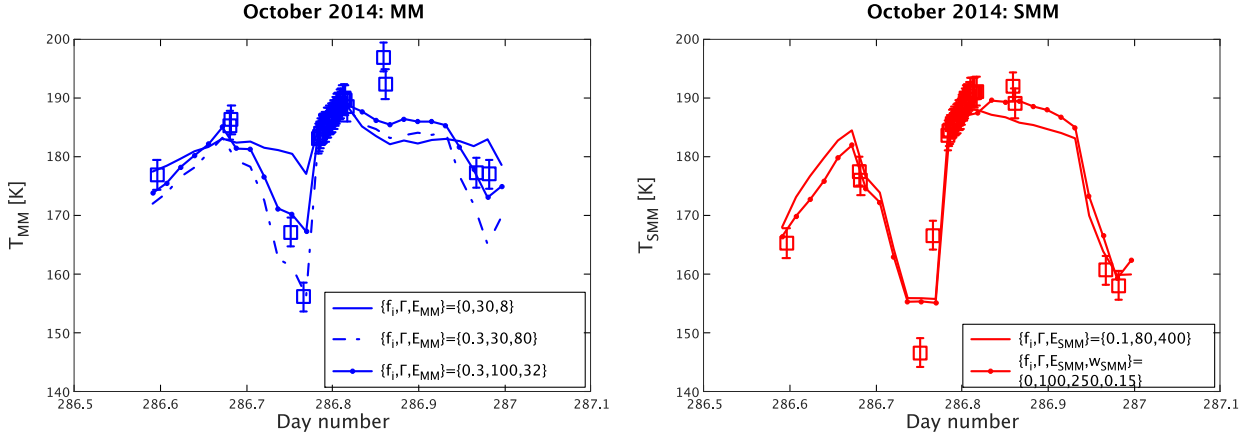 October 2014: MM
200
190
180
170
160
150
140
T_MM [K]
286.5
286.6
286.7
286.8
286.9
287
287.1
Day number
{f_i,Γ,E_MM}={0,30,8}
{f_i,Γ,E_MM}={0.3,30,80}
{f_i,Γ,E_MM}={0.3,100,32}
October 2014: SMM
200
190
180
170
160
150
140
T_SMM [K]
286.5
286.6
286.7
286.8
286.9
287
287.1
Day number
{f_i,Γ,E_SMM}={0.1,80,400}
{f_i,Γ,E_SMM,w_SMM}=
{0,100,250,0.15}